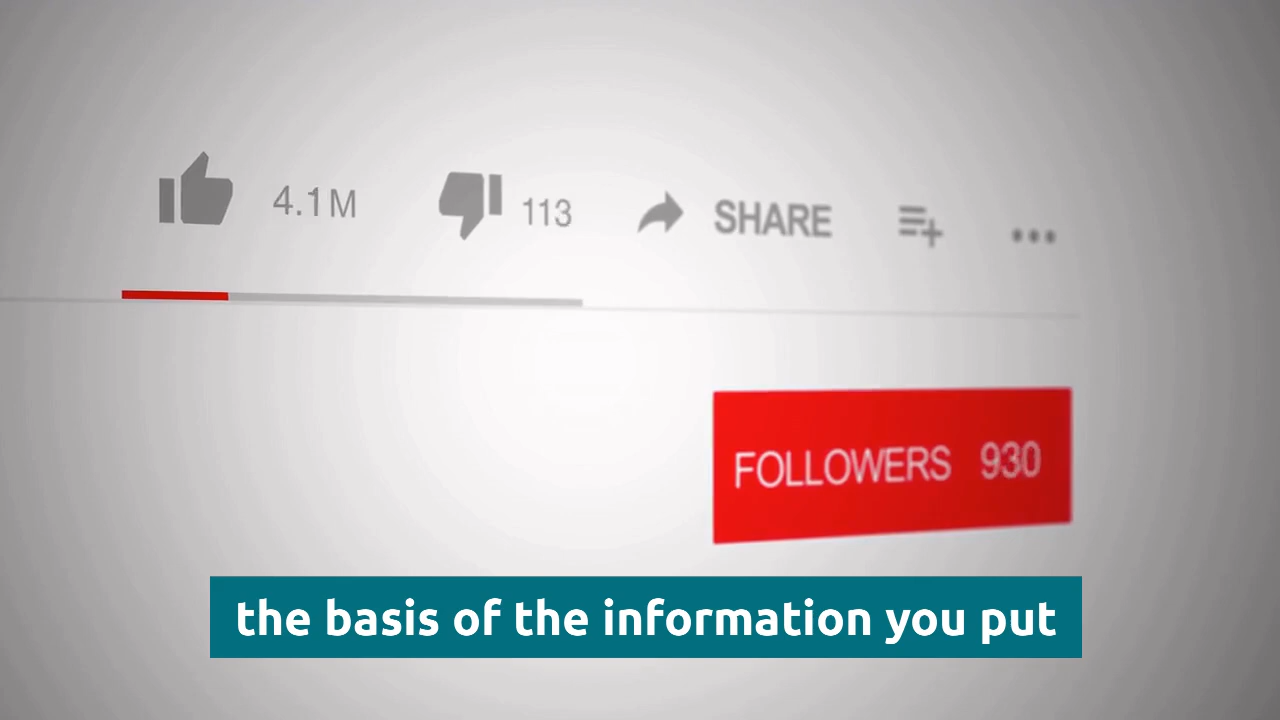 4.1M 113 SHARE
FOLLOWERS 930
the basis of the information you put